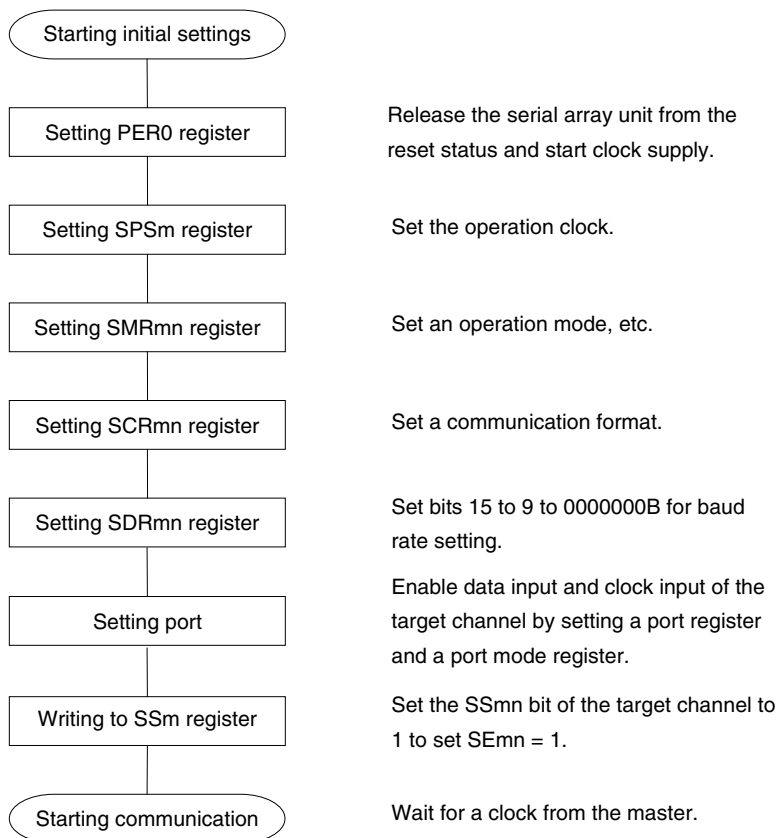 Starting initial settings
Setting PER0 register
Release the serial array unit from the
reset status and start clock supply.
Setting SPSm register
Set the operation clock.
Setting SMRmn register
Set an operation mode, etc.
Setting SCRmn register
Set a communication format.
Setting SDRmn register
Set bits 15 to 9 to 0000000B for baud
rate setting.
Setting port
Enable data input and clock input of the
target channel by setting a port register
and a port mode register.
Writing to SSm register
Set the SSmn bit of the target channel to
1 to set SEmn = 1.
Starting communication
Wait for a clock from the master.